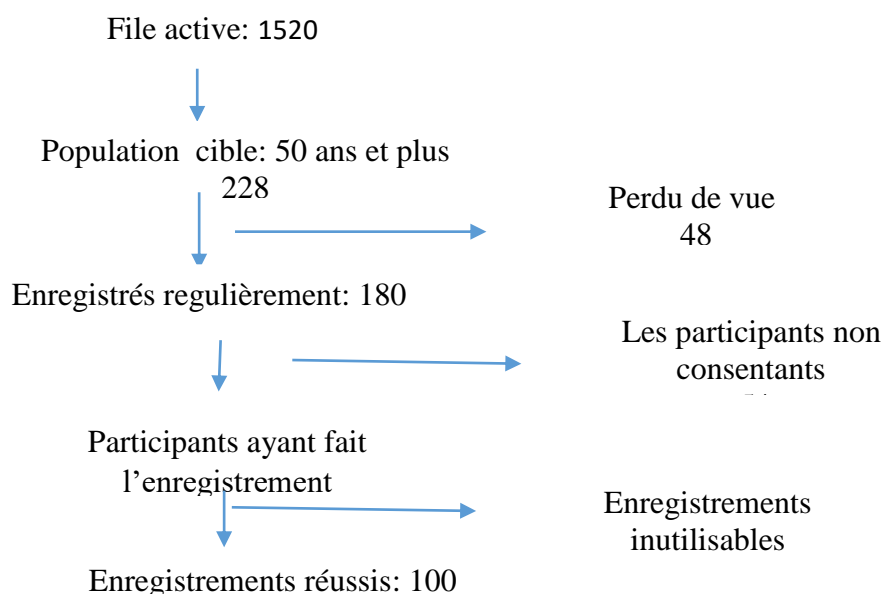 File active: 1520
Population cible: 50 ans et plus
228
Perdu de vue
48
Enregistrés regulièrement: 180
Les participants non
consentants
Participants ayant fait
l’enregistrement
Enregistrements
inutilisables
Enregistrements réussis: 100